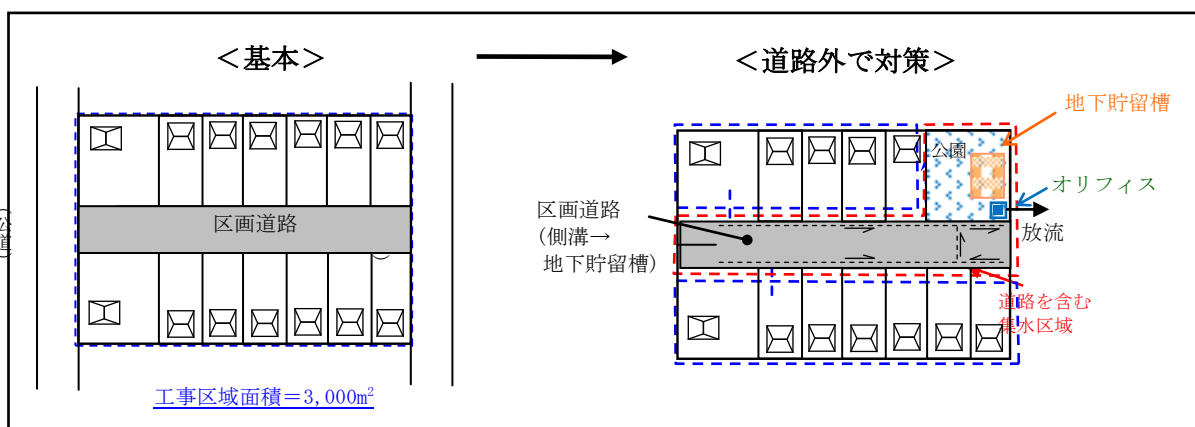 <基本>
<道路外で対策>
地下貯留槽
公園
オリフィス
区画道路
区画道路
(側溝→
地下貯留槽)
放流
(公道)
道路を含む
集水区域
工事区域面積＝3,000m²